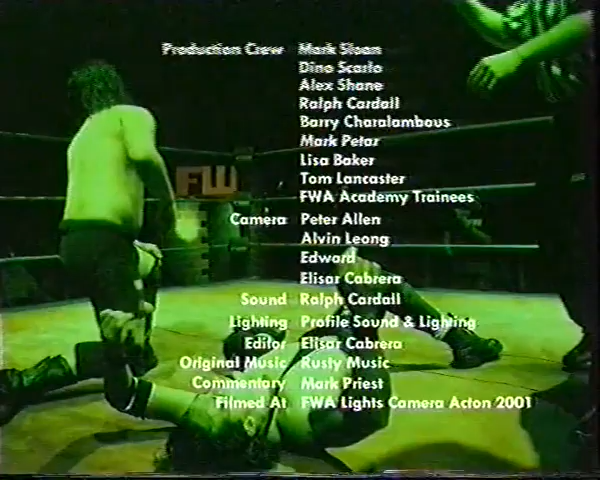 Production Crew Mark Sloan
Dino Scarlo
Alex Shane
Ralph Cardall
Barry Charalambous
Mark Petar
Lisa Baker
Tom Lancaster
FW
FWA Academy Trainees
Camera Peter Allen
Alvin Leong
Edward
Elisar Cabrera
Sound Ralph Cardall
Lighting Profile Sound & Lighting
Editor Elisar Cabrera
Original Music Rusty Music
Commentary Mark Priest
Filmed At FWA Lights Camera Acton 2001